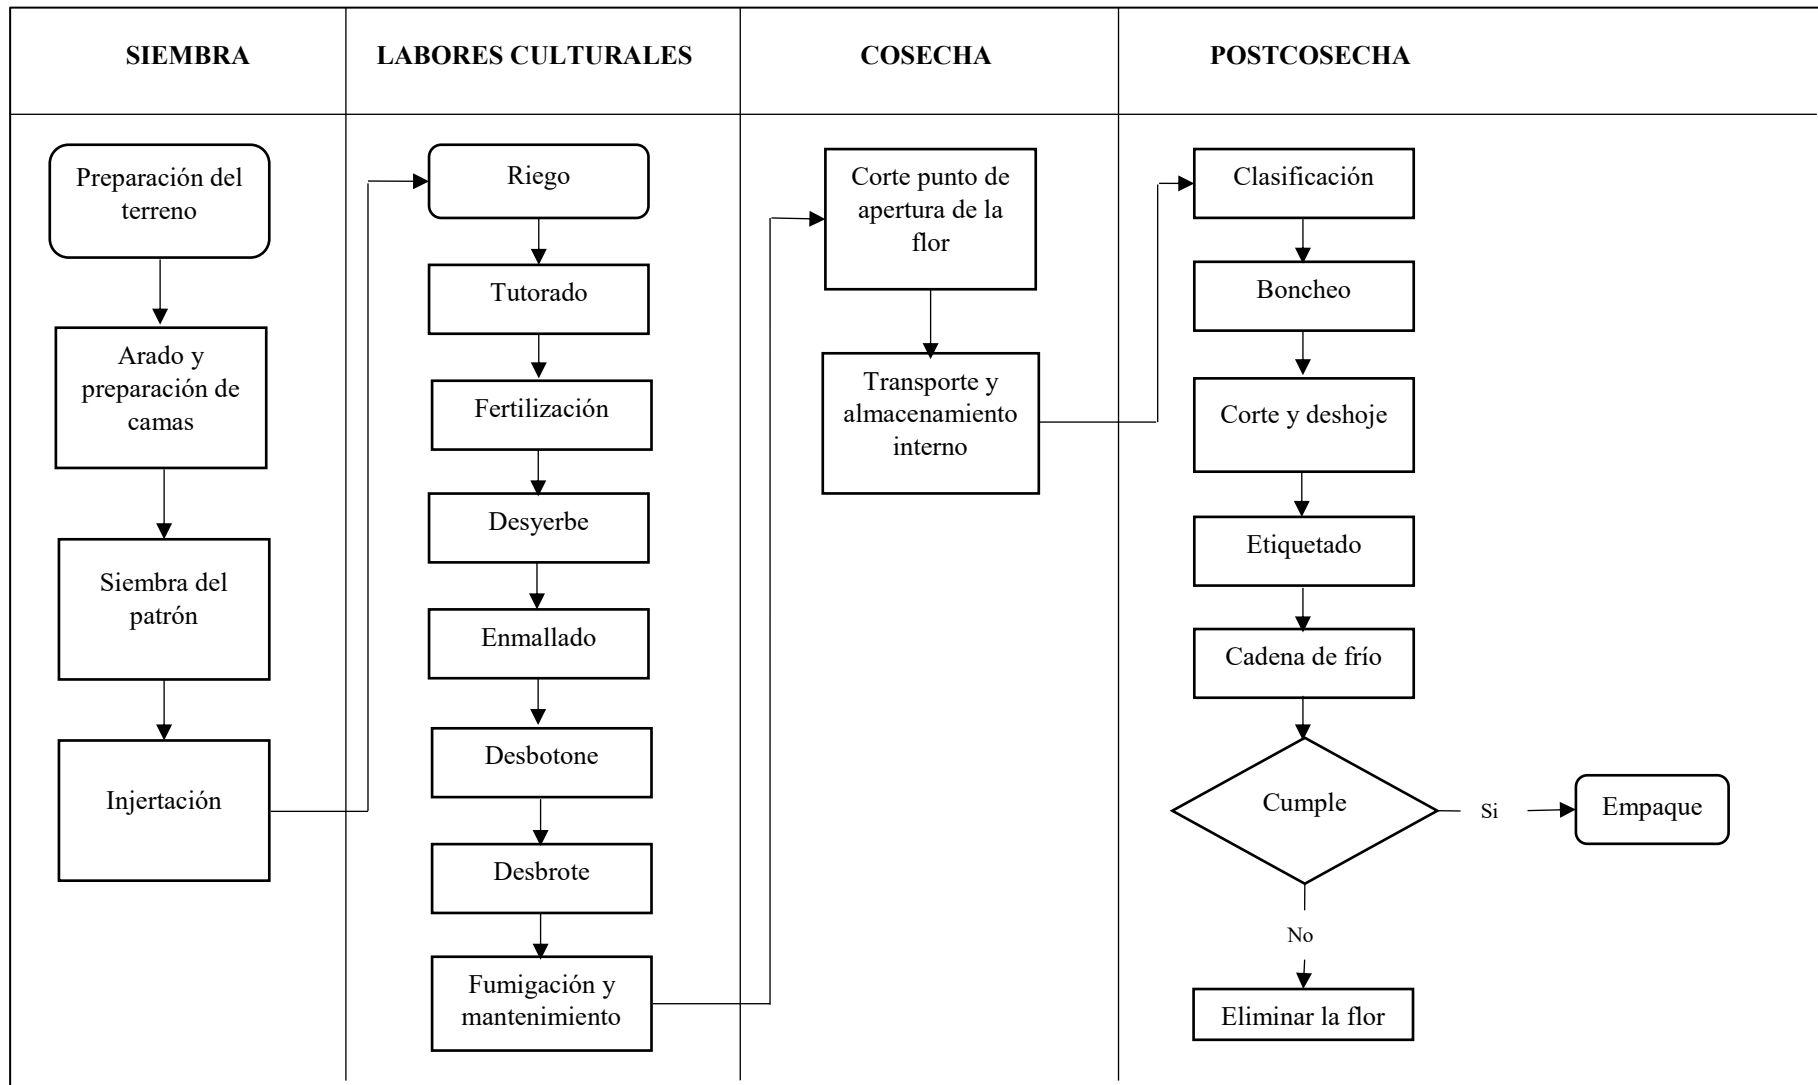 SIEMBRA
LABORES CULTURALES
COSECHA
POSTCOSECHA
Preparación del
terreno
Arado y
preparación de
camas
Siembra del
patrón
Injertación
Riego
Tutorado
Fertilización
Desyerbe
Enmallado
Desbotone
Desbrote
Fumigación y
mantenimiento
Corte punto de
apertura de la
flor
Transporte y
almacenamiento
interno
Clasificación
Boncheo
Corte y deshoje
Etiquetado
Cadena de frío
Cumple
Si
Empaque
No
Eliminar la flor